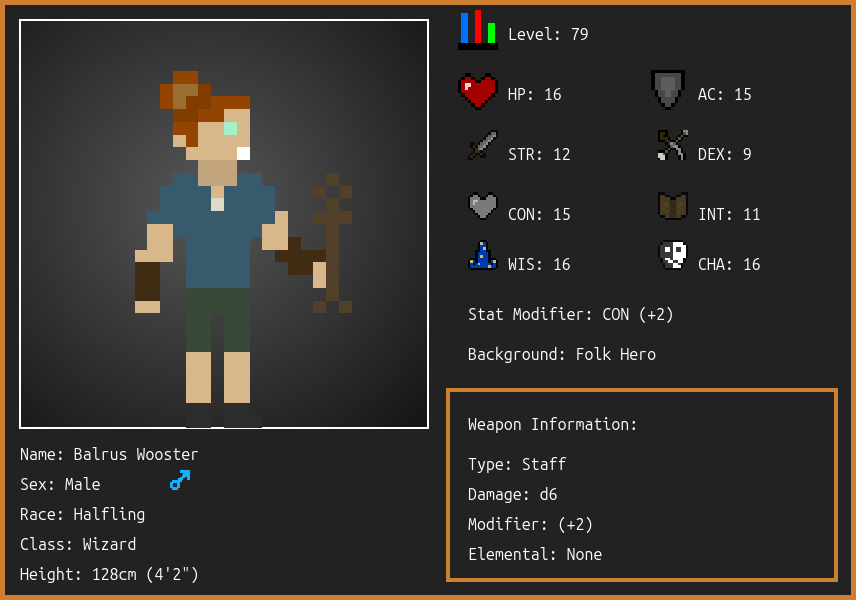 Level: 79
HP: 16
AC: 15
STR: 12
DEX: 9
CON: 15
INT: 11
WIS: 16
CHA: 16
Stat Modifier: CON (+2)
Background: Folk Hero
Weapon Information:
Type: Staff
Damage: d6
Modifier: (+2)
Elemental: None
Name: Balrus Wooster
Sex: Male
Race: Halfling
Class: Wizard
Height: 128cm (4'2")